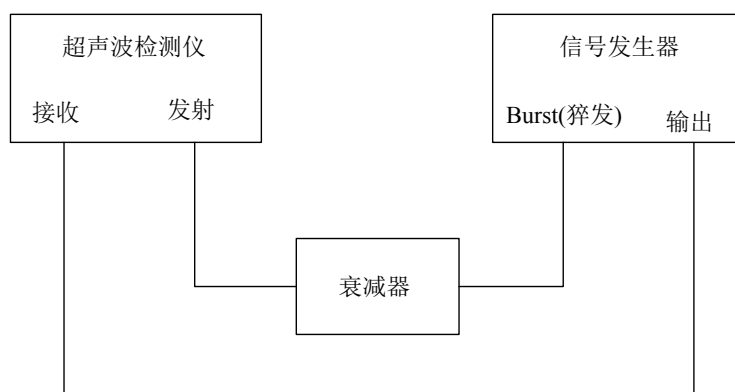 超声波检测仪
接收
发射
信号发生器
Burst(猝发)
输出
衰减器